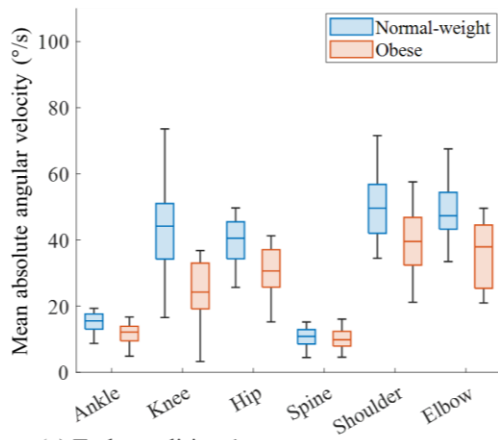 Mean absolute angular velocity (°/s)
100
80
60
40
20
0
Normal-weight
Obese
Ankle
Knee
Hip
Spine
Shoulder
Elbow